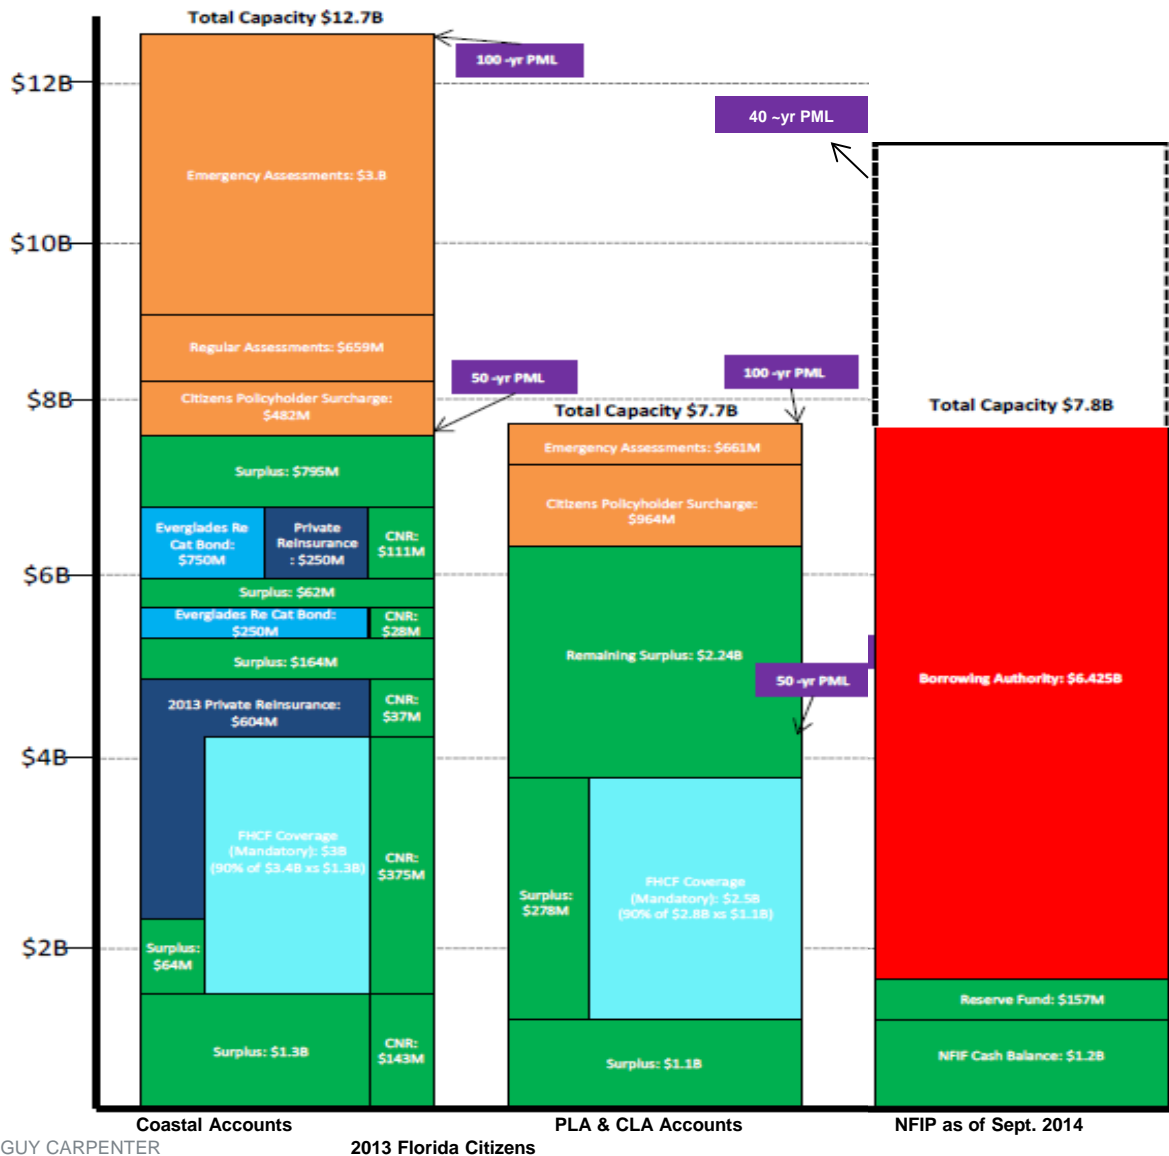 Total Capacity $12.7B
100 -yr PML
$12B
40 ~yr PML
Emergency Assessments: $3.B
$10B
Regular Assessments: $659M
50 -yr PML
100 -yr PML
$8B
Citizens Policyholder Surcharge:
$482M
Total Capacity $7.7B
Total Capacity $7.8B
Emergency Assessments: $661M
Surplus: $795M
Citizens Policyholder Surcharge:
$964M
Everglades Re
Cat Bond:
$750M
Private
Reinsurance
: $250M
CNR:
$111M
$6B
Surplus: $62M
Everglades Re Cat Bond:
$250M
CNR:
$28M
Surplus: $164M
Remaining Surplus: $2.24B
50 -yr PML
Borrowing Authority: $6.425B
2013 Private Reinsurance:
$604M
CNR:
$37M
$4B
FHCF Coverage
(Mandatory): $3B
(90% of $3.4B xs $1.3B)
CNR:
$375M
Surplus:
$278M
FHCF Coverage
(Mandatory): $2.5B
(90% of $2.8B xs $1.1B)
$2B
Surplus:
$64M
Reserve Fund: $157M
Surplus: $1.3B
CNR:
$143M
Surplus: $1.1B
NFIF Cash Balance: $1.2B
Coastal Accounts
PLA & CLA Accounts
NFIP as of Sept. 2014
GUY CARPENTER
2013 Florida Citizens